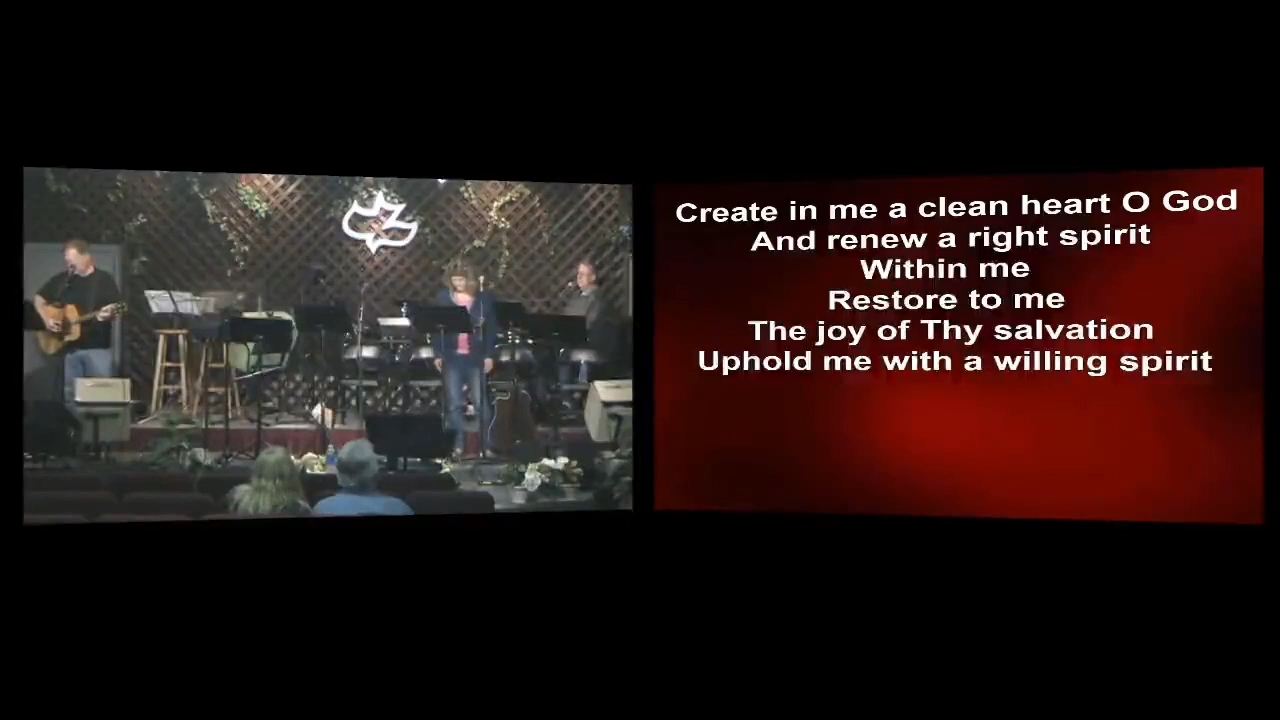 Create in me a clean heart O God
And renew a right spirit
Within me
Restore to me
The joy of Thy salvation
Uphold me with a willing spirit